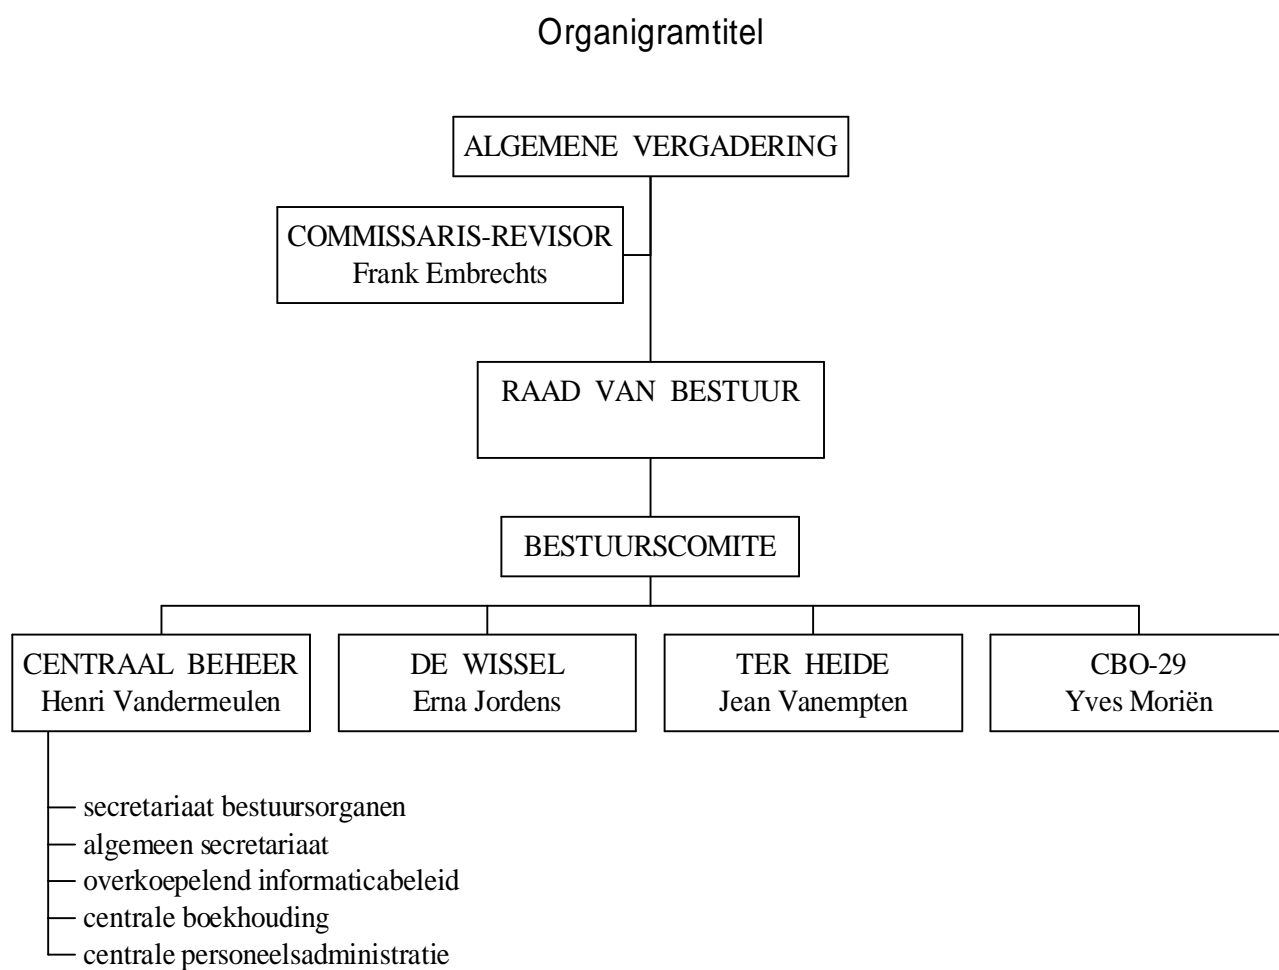 Organigramtitel
ALGEMENE VERGADERING
COMMISSARIS-REVISOR
Frank Embrechts
RAAD VAN BESTUUR
BESTUURSCOMITE
CENTRAAL BEHEER
Henri Vandermeulen
DE WISSEL
Erna Jordens
TER HEIDE
Jean Vanempten
CBO-29
Yves Moriën
secretariaat bestuursorganen
algemeen secretariaat
overkoepelend informaticabeleid
centrale boekhouding
centrale personeelsadministratie